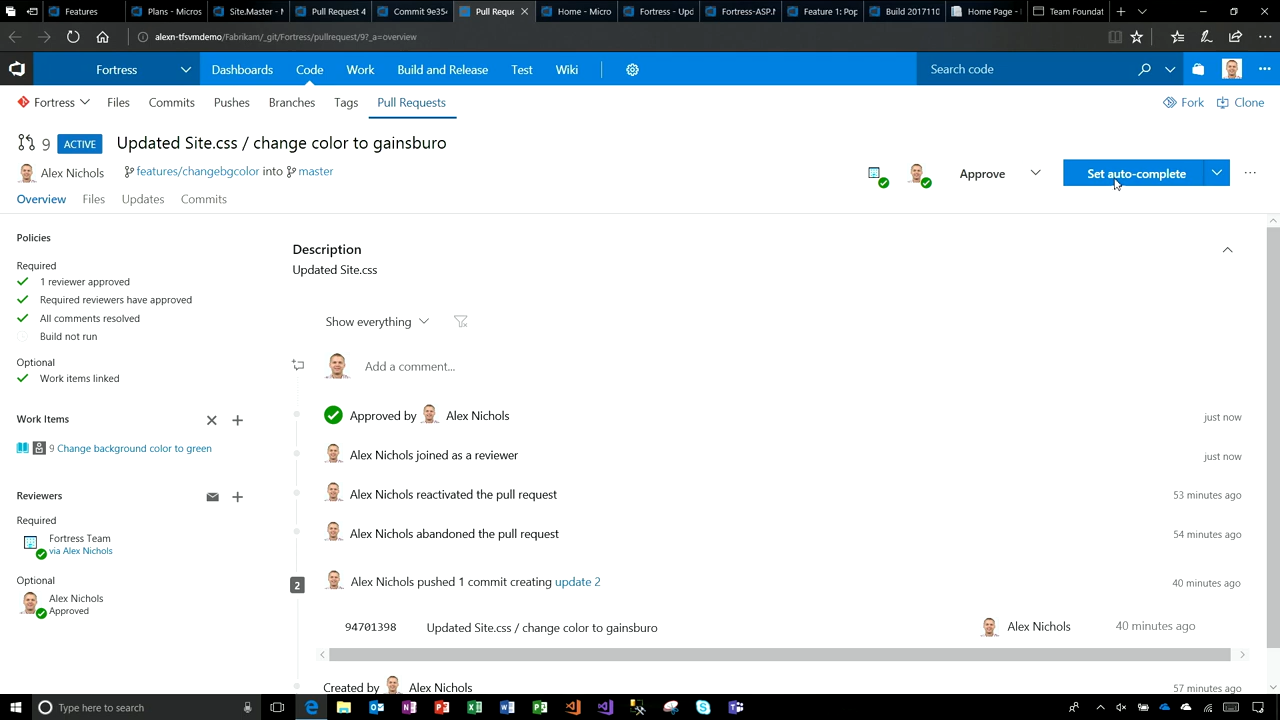 Features
Plans - Micros
Site.Master - M
Pull Request 4
Commit 9e354
Pull Reque
Home - Micro
Fortress - Upd
Fortress-ASP.N
Feature 1: Pop
Build 2017110
Home Page -
Team Foundat
alexn-tfsvmdemo/Fabrikam/_git/Fortress/pullrequest/9?_a=overview
Fortress
Dashboards
Code
Work
Build and Release
Test
Wiki
Search code
Fortress
Files
Commits
Pushes
Branches
Tags
Pull Requests
Fork
Clone
9
ACTIVE
Updated Site.css / change color to gainsburo
Alex Nichols
features/changebgcolor into master
Approve
Set auto-complete
Overview
Files
Updates
Commits
Policies
Required
1 reviewer approved
Required reviewers have approved
All comments resolved
Build not run
Optional
Work items linked
Work Items
9 Change background color to green
Reviewers
Required
Fortress Team
via Alex Nichols
Optional
Alex Nichols
Approved
Description
Updated Site.css
Show everything
Add a comment...
Approved by Alex Nichols
just now
Alex Nichols joined as a reviewer
just now
Alex Nichols reactivated the pull request
53 minutes ago
Alex Nichols abandoned the pull request
54 minutes ago
2
Alex Nichols pushed 1 commit creating update 2
40 minutes ago
94701398
Updated Site.css / change color to gainsburo
Alex Nichols
40 minutes ago
Created by Alex Nichols
57 minutes ago
Type here to search